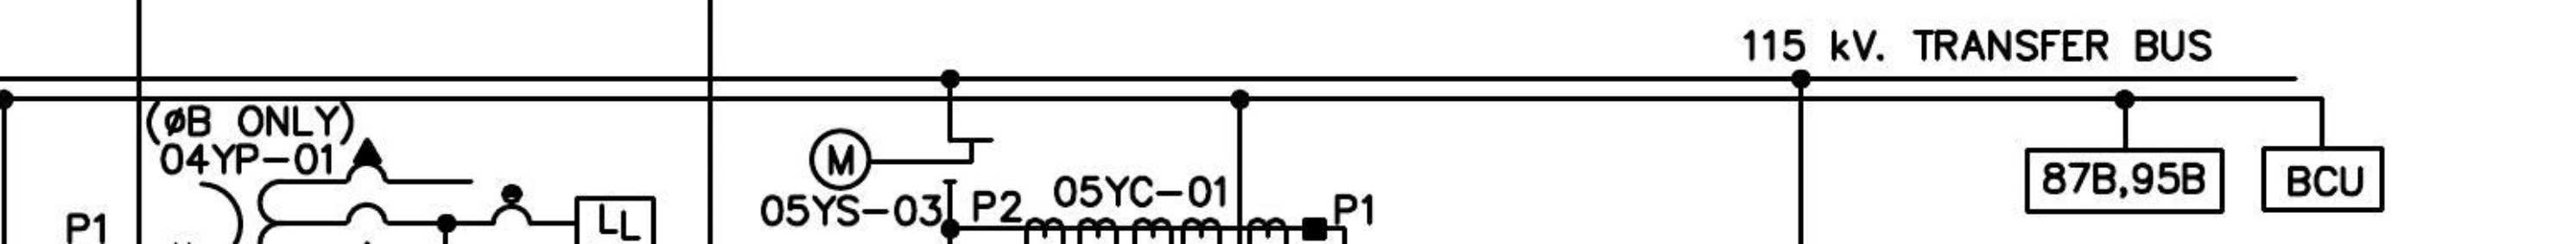 115 kV. TRANSFER BUS
(øB ONLY)
04YP-01
M
87B,95B
BCU
05YC-01
05YS-03
P2
P1
P1
LL